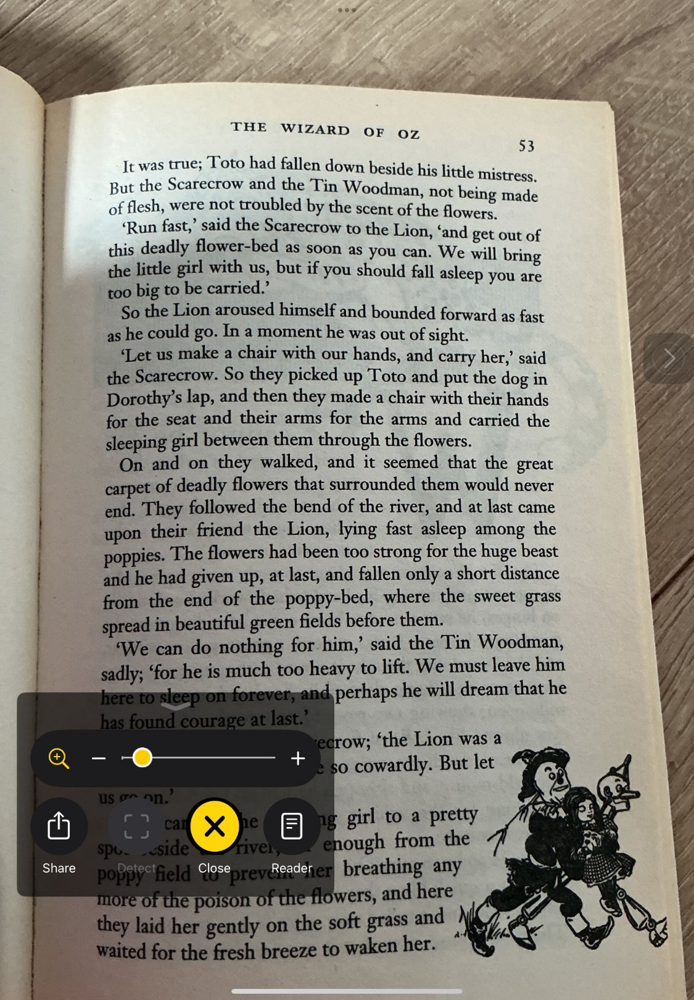 THE WIZARD OF OZ
53
It was true; Toto had fallen down beside his little mistress.
But the Scarecrow and the Tin Woodman, not being made
of flesh, were not troubled by the scent of the flowers.
‘Run fast,’ said the Scarecrow to the Lion, ‘and get out of
this deadly flower-bed as soon as you can. We will bring
the little girl with us, but if you should fall asleep you are
too big to be carried.’
So the Lion aroused himself and bounded forward as fast
as he could go. In a moment he was out of sight.
‘Let us make a chair with our hands, and carry her,’ said
the Scarecrow. So they picked up Toto and put the dog in
Dorothy’s lap, and then they made a chair with their hands
for the seat and their arms for the arms and carried the
sleeping girl between them through the flowers.
On and on they walked, and it seemed that the great
carpet of deadly flowers that surrounded them would never
end. They followed the bend of the river, and at last came
upon their friend the Lion, lying fast asleep among the
poppies. The flowers had been too strong for the huge beast
and he had given up, at last, and fallen only a short distance
from the end of the poppy-bed, where the sweet grass
spread in beautiful green fields before them.
‘We can do nothing for him,’ said the Tin Woodman,
sadly; ‘for he is much too heavy to lift. We must leave him
here to sleep on forever, and perhaps he will dream that he
has found courage at last.’
‘the Lion was a
so cowardly. But let
us on.’
girl to a pretty
enough from the
poppy field to prevent her breathing any
more of the poison of the flowers, and here
they laid her gently on the soft grass and
waited for the fresh breeze to waken her.
Share
Detect
Close
Reader